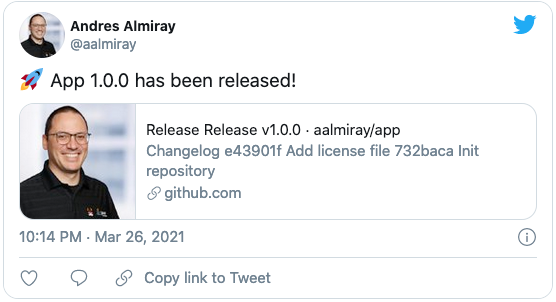 Andres Almiray
@aalmiray
🚀 App 1.0.0 has been released!
Release Release v1.0.0 · aalmiray/app
Changelog e43901f Add license file 732baca Init
repository
github.com
10:14 PM · Mar 26, 2021
Copy link to Tweet